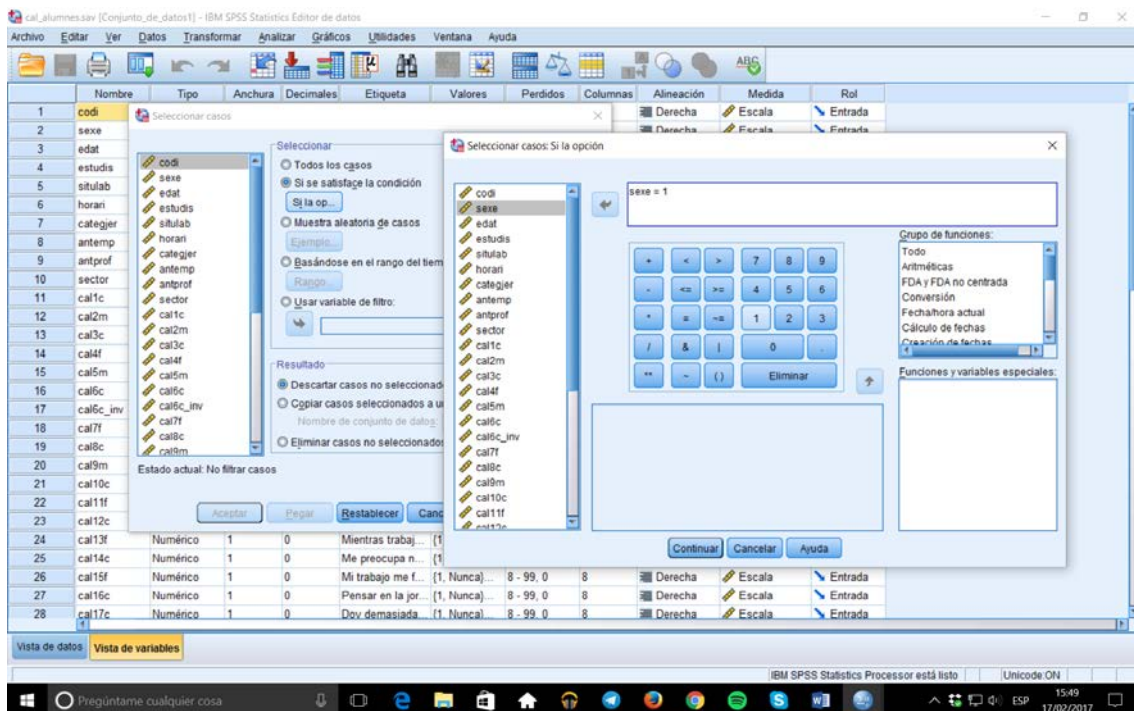 cal_alumnes.sav [Conjunto_de_datos1] - IBM SPSS Statistics Editor de datos
Archivo Editar Ver Datos Transformar Analizar Gráficos Utilidades Ventana Ayuda
Nombre Tipo Anchura Decimales Etiqueta Valores Perdidos Columnas Alineación Medida Rol
1 codi Derecha Escala Entrada
2 sexe Derecha Escala Entrada
3 edat
4 estudis
5 situlab
6 horari
7 categjer
8 antemp
9 antprof
10 sector
11 cal1c
12 cal2m
13 cal3c
14 cal4f
15 cal5m
16 cal6c
17 cal6c_inv
18 cal7f
19 cal8c
20 cal9m
21 cal10c
22 cal11f
23 cal12c
24 cal13f Numérico 1 0 Mientras trabaj... {1
25 cal14c Numérico 1 0 Me preocupa n... {1
26 cal15f Numérico 1 0 Mi trabajo me f... {1, Nunca}... 8 - 99, 0 8 Derecha Escala Entrada
27 cal16c Numérico 1 0 Pensar en la jor... {1, Nunca}... 8 - 99, 0 8 Derecha Escala Entrada
28 cal17c Numérico 1 0 Doy demasiada... {1, Nunca}... 8 - 99, 0 8 Derecha Escala Entrada
Seleccionar casos
codi
sexe
edat
estudis
situlab
horari
categjer
antemp
antprof
sector
cal1c
cal2m
cal3c
cal4f
cal5m
cal6c
cal6c_inv
cal7f
cal8c
cal9m
Seleccionar
Todos los casos
Si se satisface la condición
Si la op...
Muestra aleatoria de casos
Ejemplo...
Basándose en el rango del tiem
Rango...
Usar variable de filtro:
Resultado
Descartar casos no seleccionad
Copiar casos seleccionados a u
Nombre de conjunto de datos:
Eliminar casos no seleccionados
Estado actual: No filtrar casos
Aceptar Pegar Restablecer Canc
Seleccionar casos: Si la opción
codi
sexe
edat
estudis
situlab
horari
categjer
antemp
antprof
sector
cal1c
cal2m
cal3c
cal4f
cal5m
cal6c
cal6c_inv
cal7f
cal8c
cal9m
cal10c
cal11f
cal12c
sexe = 1
+ < > 7 8 9
- <= >= 4 5 6
* = ~= 1 2 3
/ & | 0 .
** ~ ( ) Eliminar
Grupo de funciones:
Todo
Aritméticas
FDA y FDA no centrada
Conversión
Fecha/hora actual
Cálculo de fechas
Creación de fechas
Funciones y variables especiales:
Continuar Cancelar Ayuda
Vista de datos Vista de variables
IBM SPSS Statistics Processor está listo Unicode:ON
Pregúntame cualquier cosa
ESP
15:49
17/02/2017